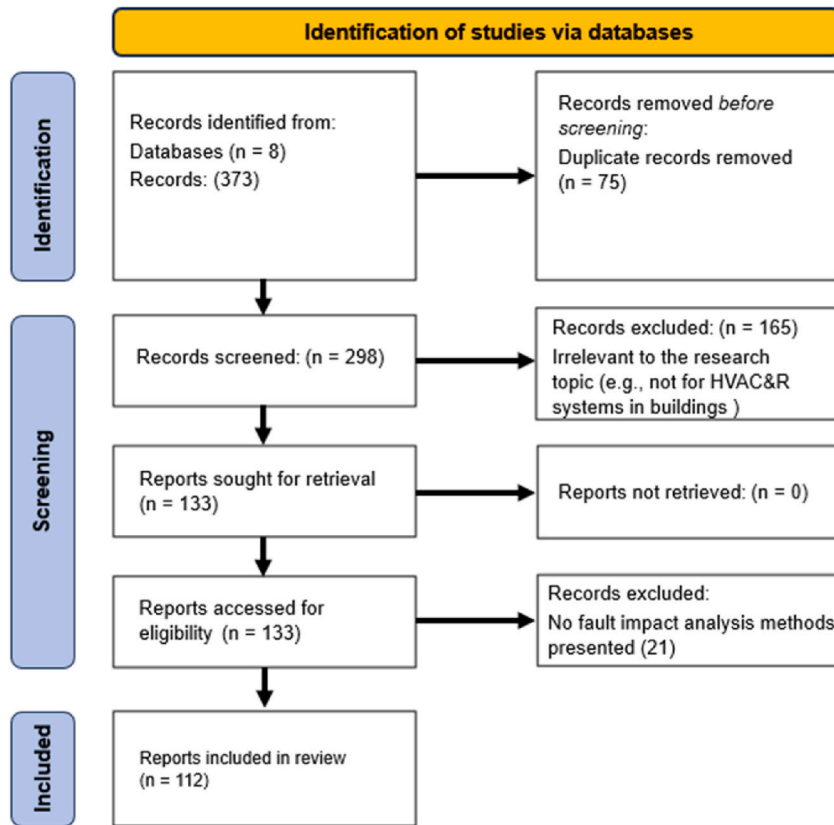 Identification of studies via databases
Identification
Records identified from:
Databases (n = 8)
Records: (373)
Records removed before
screening:
Duplicate records removed
(n = 75)
Screening
Records screened: (n = 298)
Records excluded: (n = 165)
Irrelevant to the research
topic (e.g., not for HVAC&R
systems in buildings )
Reports sought for retrieval
(n = 133)
Reports not retrieved: (n = 0)
Reports accessed for
eligibility (n = 133)
Records excluded:
No fault impact analysis methods
presented (21)
Included
Reports included in review
(n = 112)